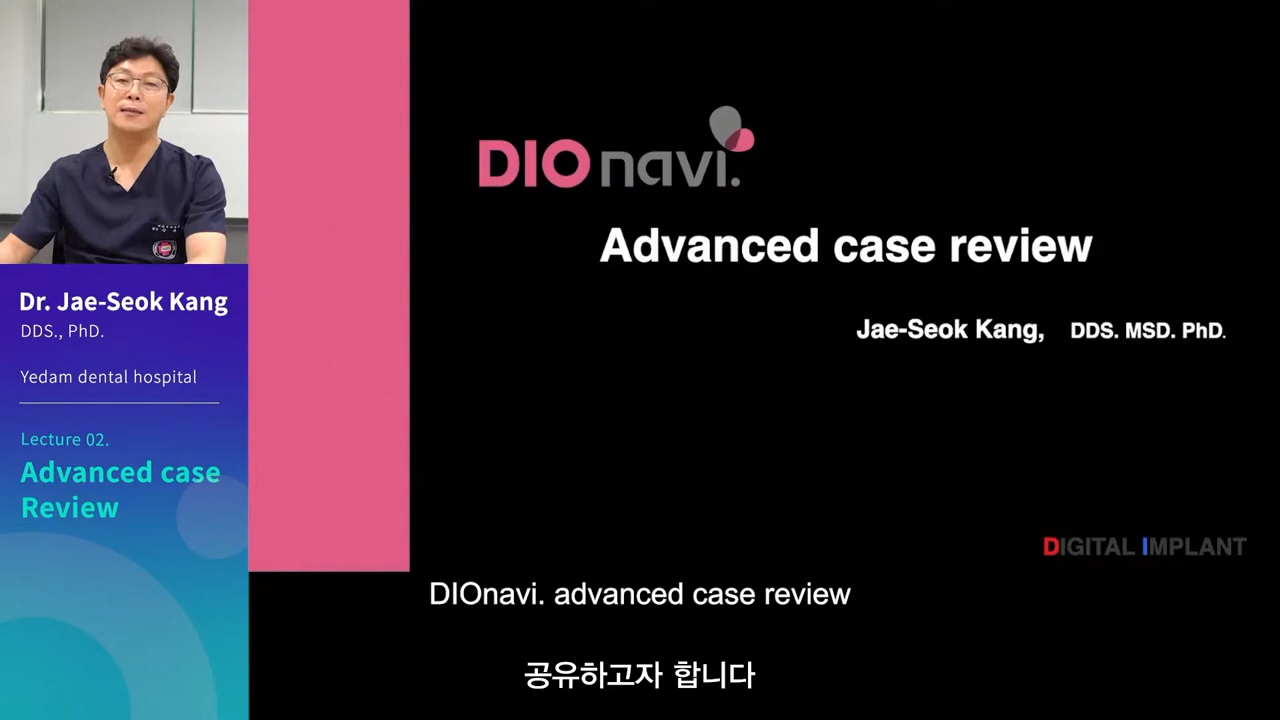 Dr. Jae-Seok Kang
DDS., PhD.
Yedam dental hospital
Lecture 02.
Advanced case
Review
DIOnavi.
Advanced case review
Jae-Seok Kang, DDS. MSD. PhD.
DIGITAL IMPLANT
DIOnavi. advanced case review
공유하고자 합니다